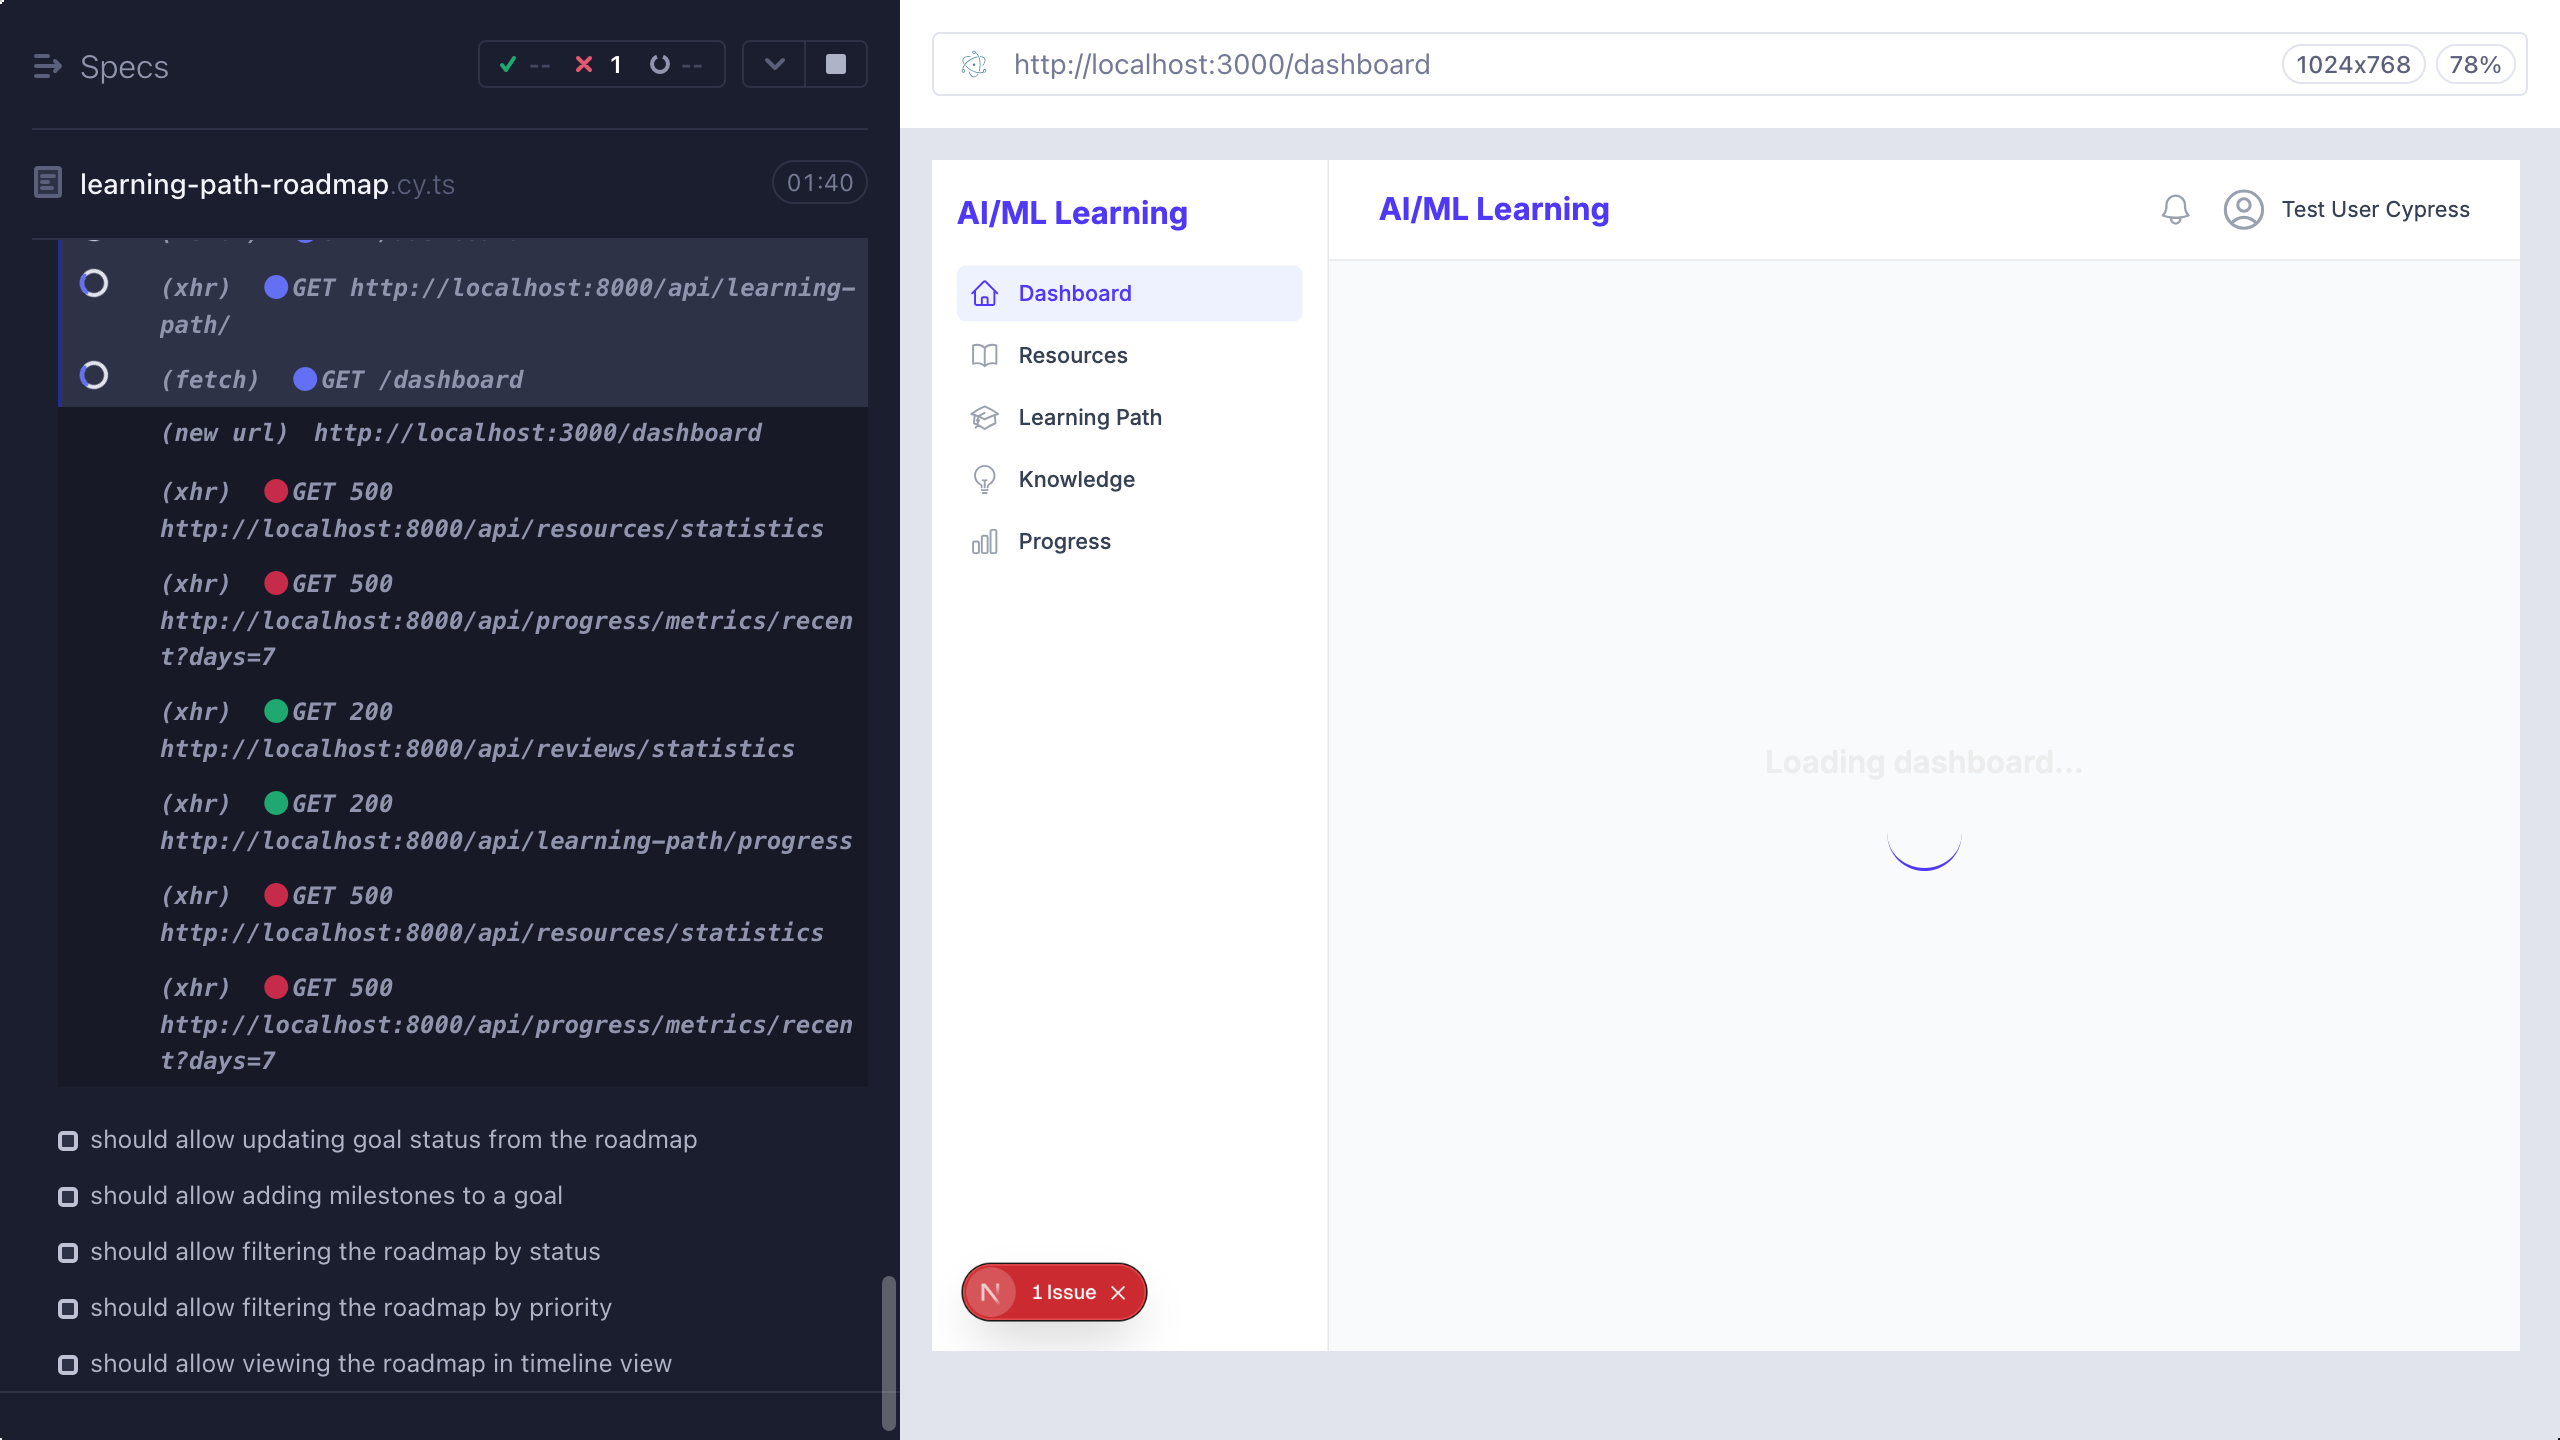 Specs
-- 1 --
learning-path-roadmap.cy.ts 01:40
(xhr) GET http://localhost:8000/api/learning-
path/
(fetch) GET /dashboard
(new url) http://localhost:3000/dashboard
(xhr) GET 500
http://localhost:8000/api/resources/statistics
(xhr) GET 500
http://localhost:8000/api/progress/metrics/recen
t?days=7
(xhr) GET 200
http://localhost:8000/api/reviews/statistics
(xhr) GET 200
http://localhost:8000/api/learning-path/progress
(xhr) GET 500
http://localhost:8000/api/resources/statistics
(xhr) GET 500
http://localhost:8000/api/progress/metrics/recen
t?days=7
should allow updating goal status from the roadmap
should allow adding milestones to a goal
should allow filtering the roadmap by status
should allow filtering the roadmap by priority
should allow viewing the roadmap in timeline view
http://localhost:3000/dashboard 1024x768 78%
AI/ML Learning
Dashboard
Resources
Learning Path
Knowledge
Progress
N 1 Issue
AI/ML Learning Test User Cypress
Loading dashboard...